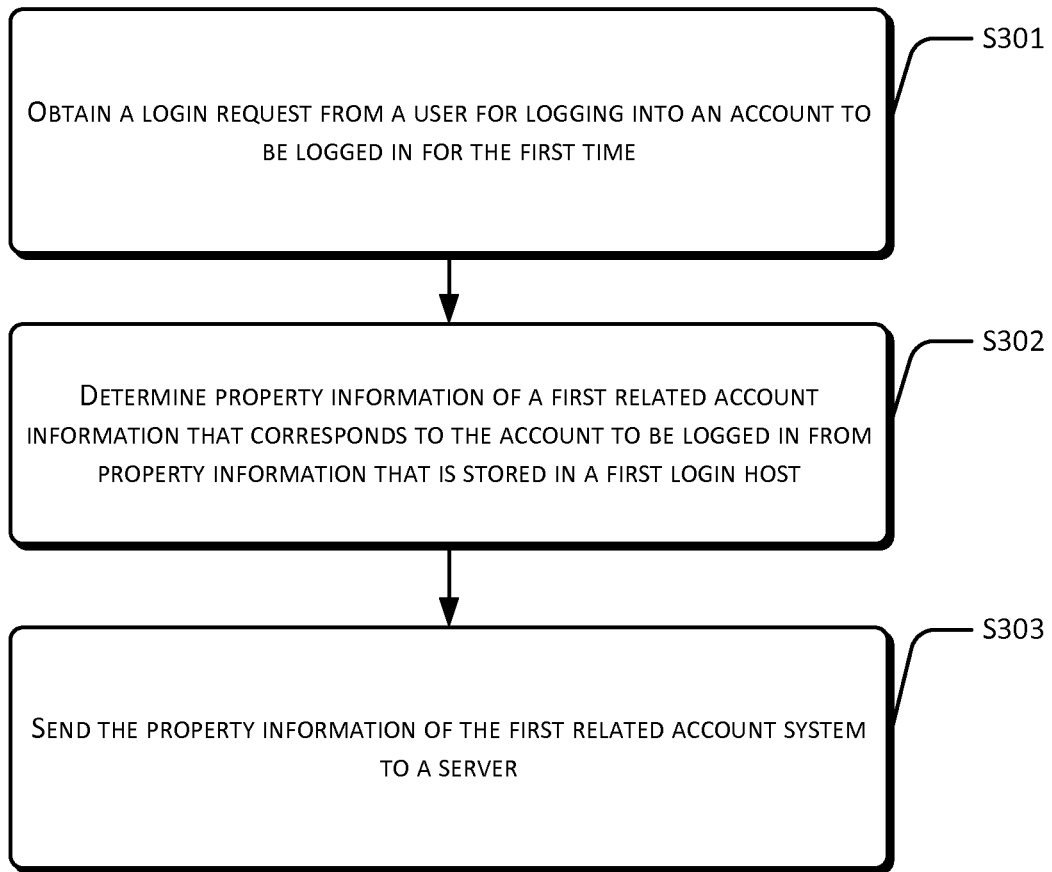 S301
OBTAIN A LOGIN REQUEST FROM A USER FOR LOGGING INTO AN ACCOUNT TO
BE LOGGED IN FOR THE FIRST TIME
S302
DETERMINE PROPERTY INFORMATION OF A FIRST RELATED ACCOUNT
INFORMATION THAT CORRESPONDS TO THE ACCOUNT TO BE LOGGED IN FROM
PROPERTY INFORMATION THAT IS STORED IN A FIRST LOGIN HOST
S303
SEND THE PROPERTY INFORMATION OF THE FIRST RELATED ACCOUNT SYSTEM
TO A SERVER